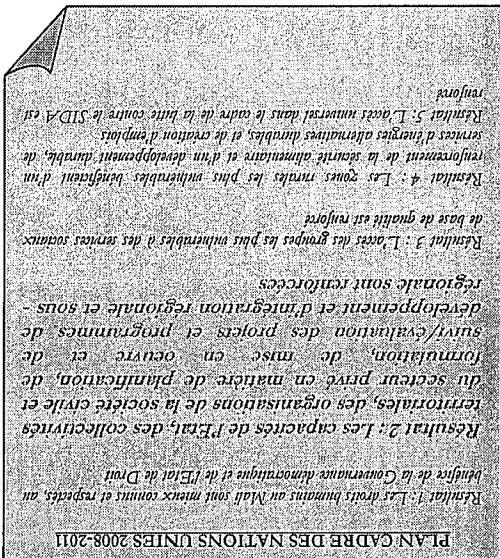 PLAN CADRE DES NATIONS UNIES 2008-2011
Résultat 1: Les droits humains au Mali sont mieux connus et respectés, au
bénéfice de la Gouvernance démocratique et de l'Etat de Droit
Résultat 2 : Les capacités de l'Etat, des collectivités
territoriales, des organisations de la société civile et
du secteur privé en matière de planification, de
formulation, de mise en oeuvre et de
suivi/évaluation des projets et programmes de
développement et d'intégration régionale et sous -
régionale sont renforcées
Résultat 3 : L'accès des groupes les plus vulnérables à des services sociaux
de base de qualité est renforcé
Résultat 4 : Les zones rurales les plus vulnérables bénéficient d'un
renforcement de la sécurité alimentaire et d'un développement durable, de
services d'énergies alternatives durables, et de création d'emplois
Résultat 5: L'accès universel dans le cadre de la lutte contre le SIDA est
renforcé